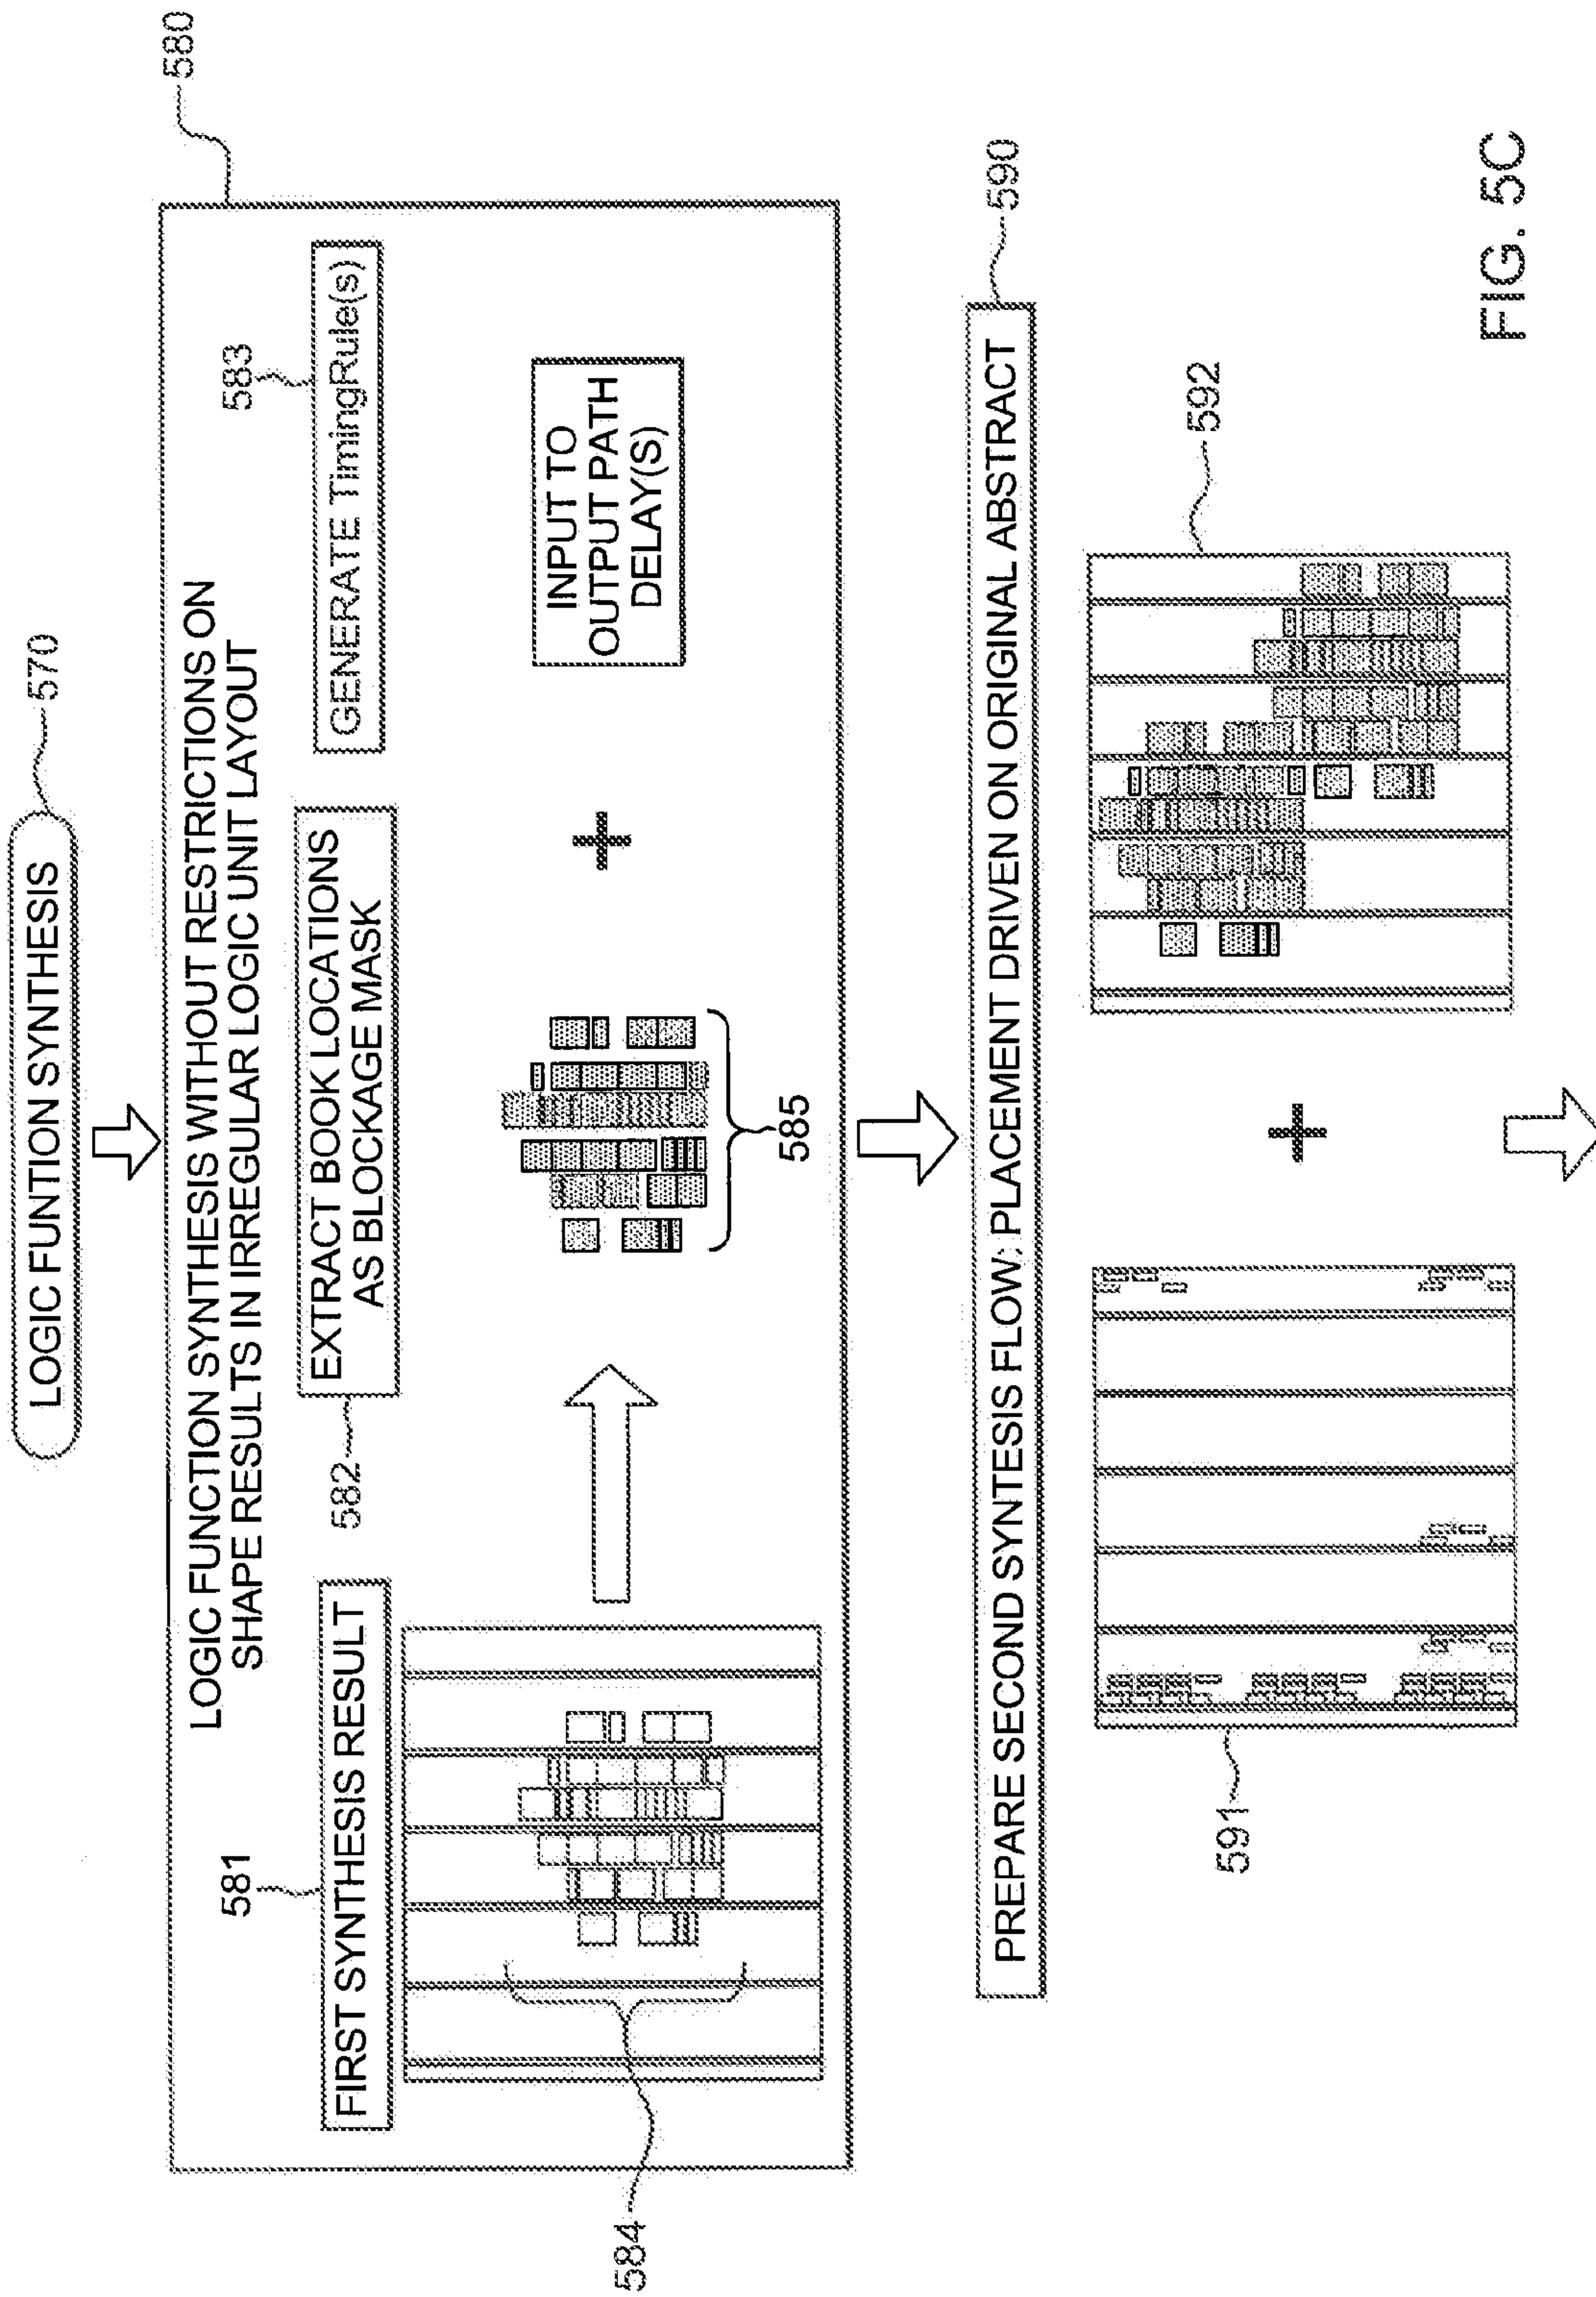 LOGIC FUNTION SYNTHESIS
570
580
LOGIC FUNCTION SYNTHESIS WITHOUT RESTRICTIONS ON
SHAPE RESULTS IN IRREGULAR LOGIC UNIT LAYOUT
581
FIRST SYNTHESIS RESULT
582
EXTRACT BOOK LOCATIONS
AS BLOCKAGE MASK
583
GENERATE TimingRule(s)
584
585
+
INPUT TO
OUTPUT PATH
DELAY(S)
590
PREPARE SECOND SYNTESIS FLOW: PLACEMENT DRIVEN ON ORIGINAL ABSTRACT
591
+
592
FIG. 5C